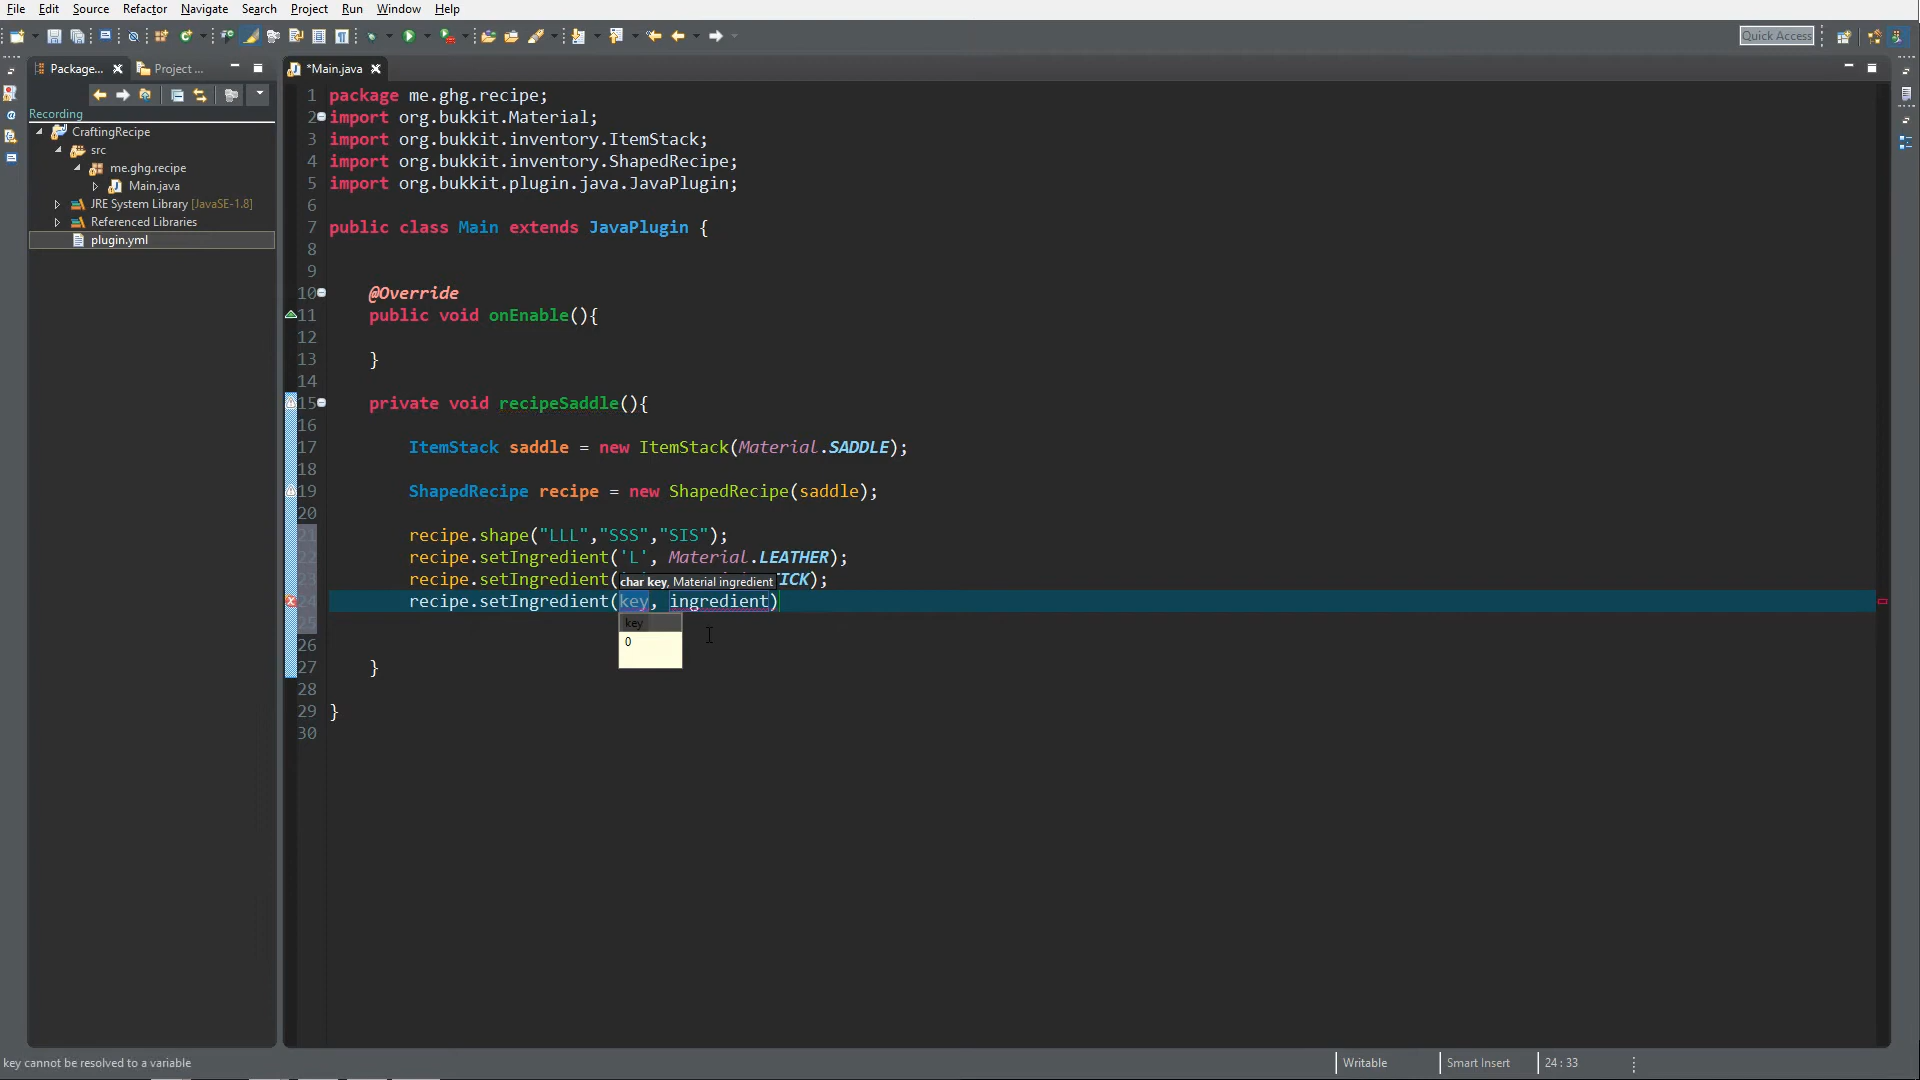 File Edit Source Refactor Navigate Search Project Run Window Help
Quick Access
Package... Project ... *Main.java
Recording
CraftingRecipe
src
me.ghg.recipe
Main.java
JRE System Library [JavaSE-1.8]
Referenced Libraries
plugin.yml
1 package me.ghg.recipe;
2 import org.bukkit.Material;
3 import org.bukkit.inventory.ItemStack;
4 import org.bukkit.inventory.ShapedRecipe;
5 import org.bukkit.plugin.java.JavaPlugin;
6
7 public class Main extends JavaPlugin {
8
9
10 @Override
11 public void onEnable(){
12
13 }
14
15 private void recipeSaddle(){
16
17 ItemStack saddle = new ItemStack(Material.SADDLE);
18
19 ShapedRecipe recipe = new ShapedRecipe(saddle);
20
21 recipe.shape("LLL","SSS","SIS");
22 recipe.setIngredient('L', Material.LEATHER);
23 recipe.setIngredient( TICK);
char key, Material ingredient
24 recipe.setIngredient(key, ingredient)
25 key
0
26
27 }
28
29 }
30
key cannot be resolved to a variable Writable Smart Insert 24 : 33